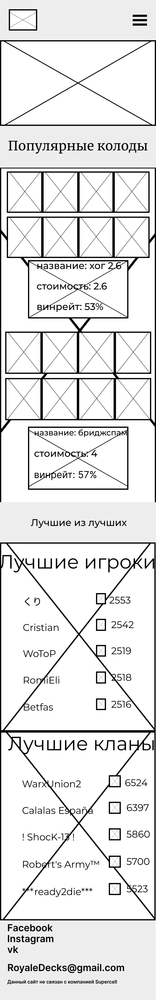 Популярные колоды
название: хог 2.6
стоимость: 2.6
винрейт: 53%
название: бриджспам
стоимость: 4
винрейт: 57%
Лучшие из лучших
Лучшие игроки
くり 2553
Cristian 2542
WoToP 2519
RomiEli 2518
Betfas 2516
Лучшие кланы
WarxUnion2 6524
Calalas España 6397
! ShocK-13 ! 5860
Robert's Army™ 5700
***ready2die*** 5523
Facebook
Instagram
vk
RoyaleDecks@gmail.com
Данный сайт не связан с компанией Supercell